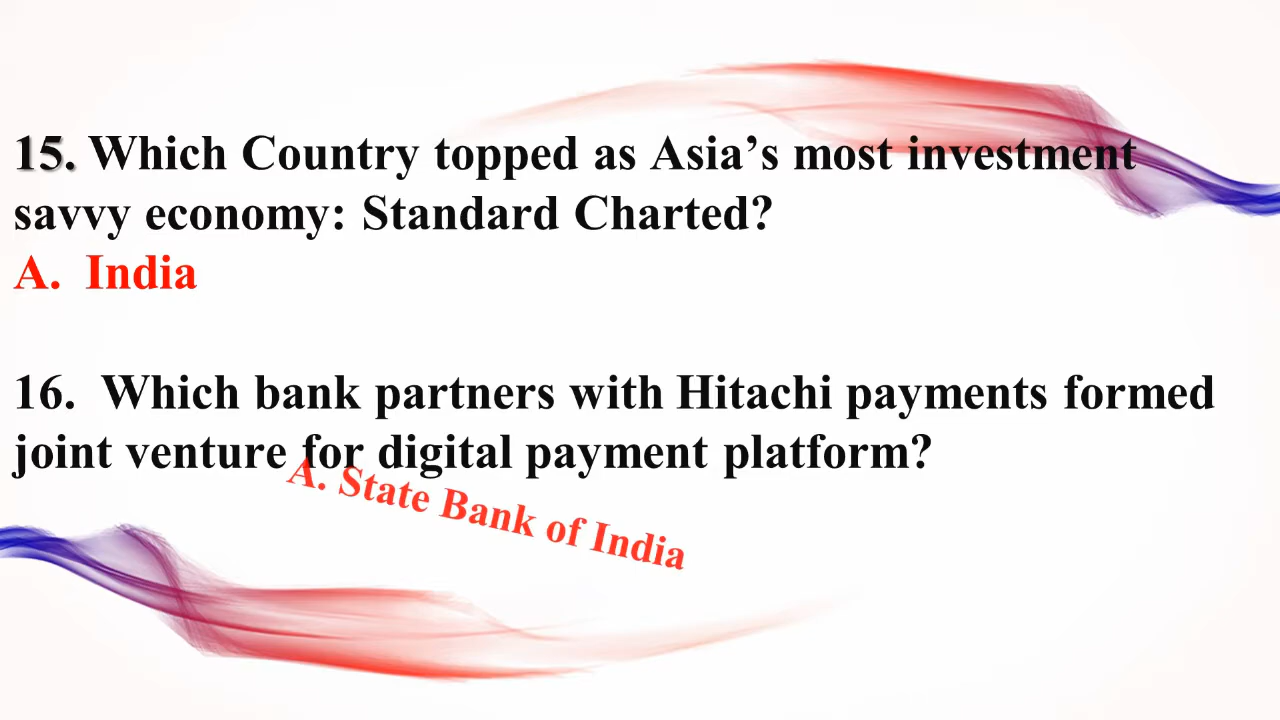 15. Which Country topped as Asia’s most investment
savvy economy: Standard Charted?
A. India
16. Which bank partners with Hitachi payments formed
joint venture for digital payment platform?
A. State Bank of India